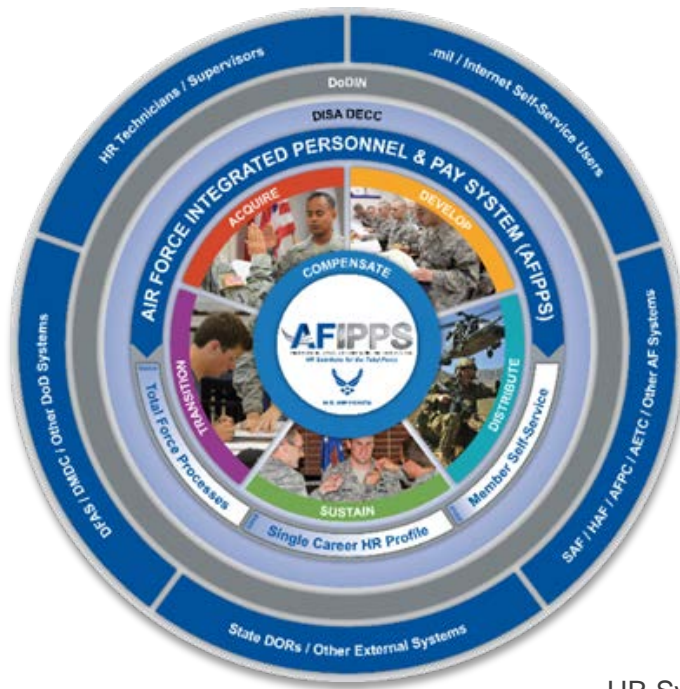 HR Technicians / Supervisors
.mil / Internet Self-Service Users
DoDIN
DISA DECC
AIR FORCE INTEGRATED PERSONNEL & PAY SYSTEM (AFIPPS)
ACQUIRE
DEVELOP
COMPENSATE
AFIPPS
HR Solutions for the Total Force
U.S. AIR FORCE
TRANSITION
DISTRIBUTE
SUSTAIN
Total Force Processes
Single Career HR Profile
Member Self-Service
DFAS / DMDC / Other DoD Systems
SAF / HAF / AFPC / AETC / Other AF Systems
State DORs / Other External Systems